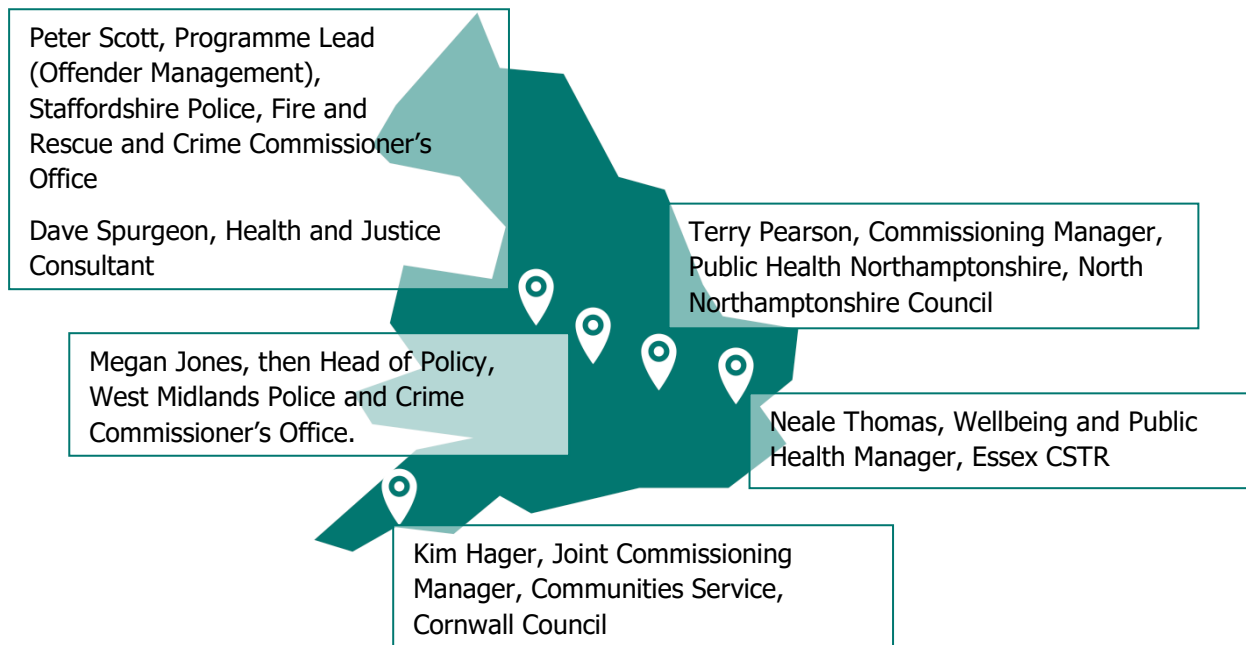 Peter Scott, Programme Lead
(Offender Management),
Staffordshire Police, Fire and
Rescue and Crime Commissioner’s
Office
Dave Spurgeon, Health and Justice
Consultant
Terry Pearson, Commissioning Manager,
Public Health Northamptonshire, North
Northamptonshire Council
Megan Jones, then Head of Policy,
West Midlands Police and Crime
Commissioner’s Office.
Neale Thomas, Wellbeing and Public
Health Manager, Essex CSTR
Kim Hager, Joint Commissioning
Manager, Communities Service,
Cornwall Council